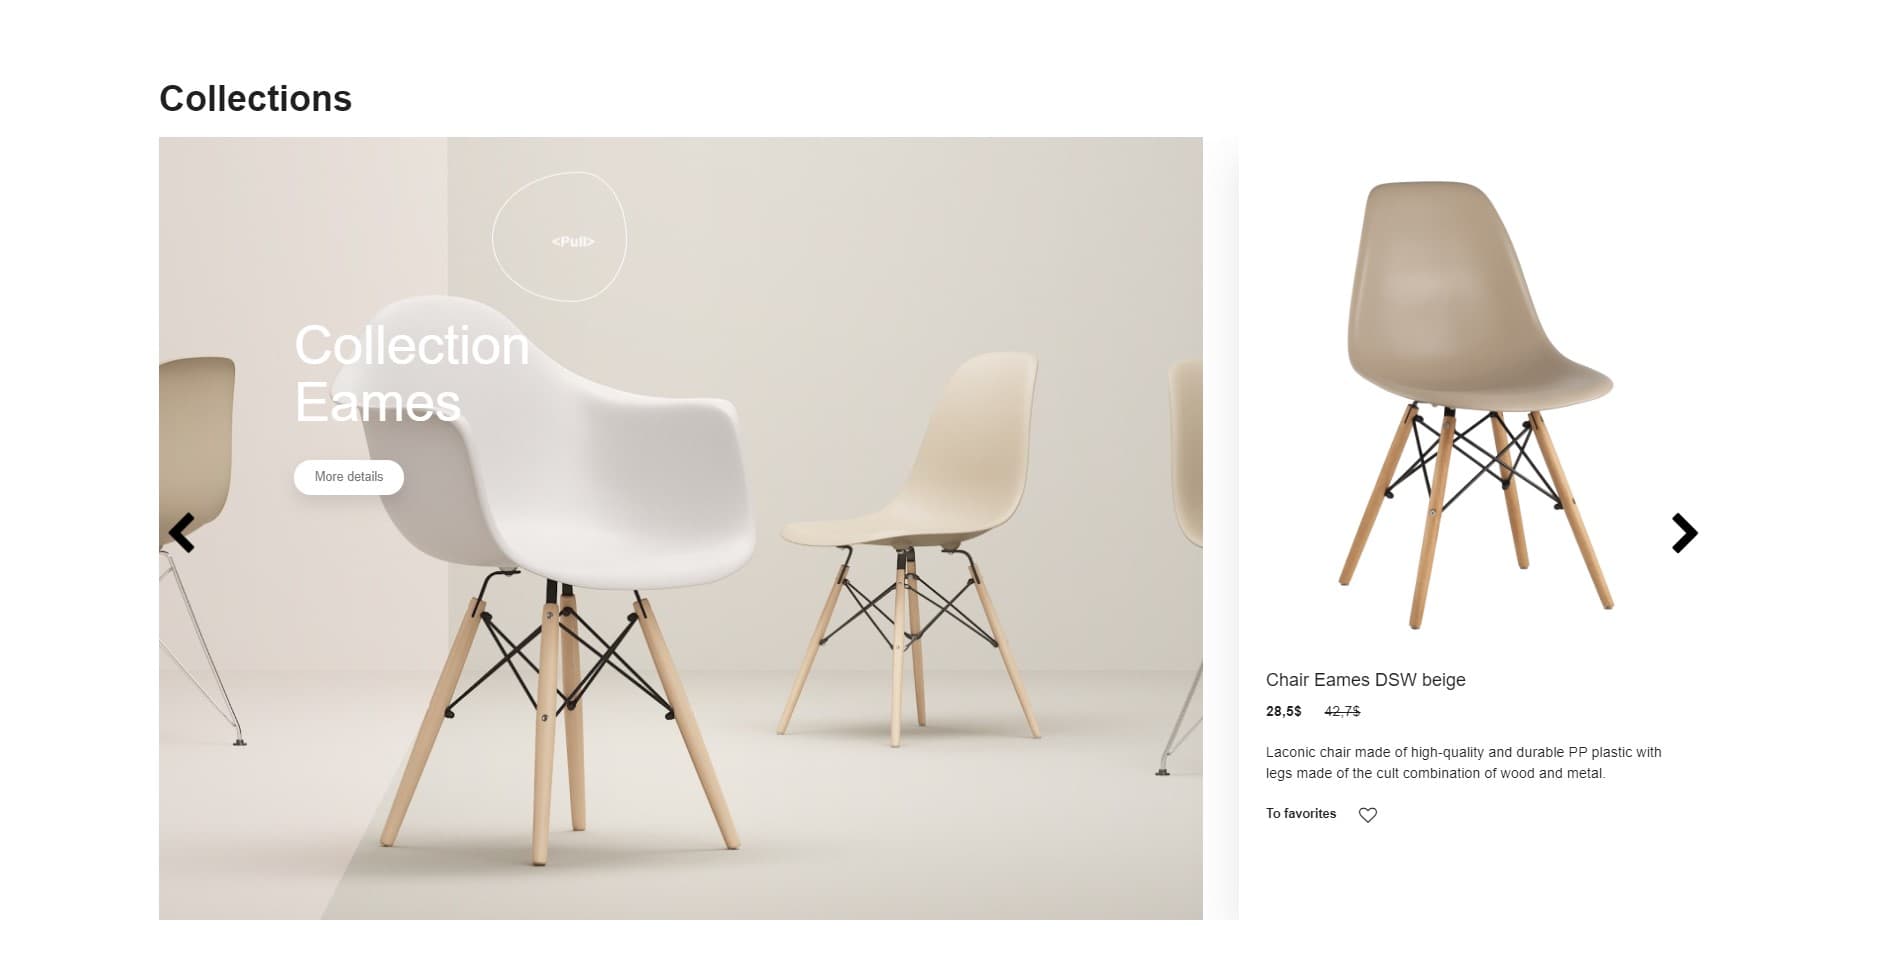 Collections
<Pull>
Collection
Eames
More details
Chair Eames DSW beige
28,5$ 42,7$
Laconic chair made of high-quality and durable PP plastic with
legs made of the cult combination of wood and metal.
To favorites